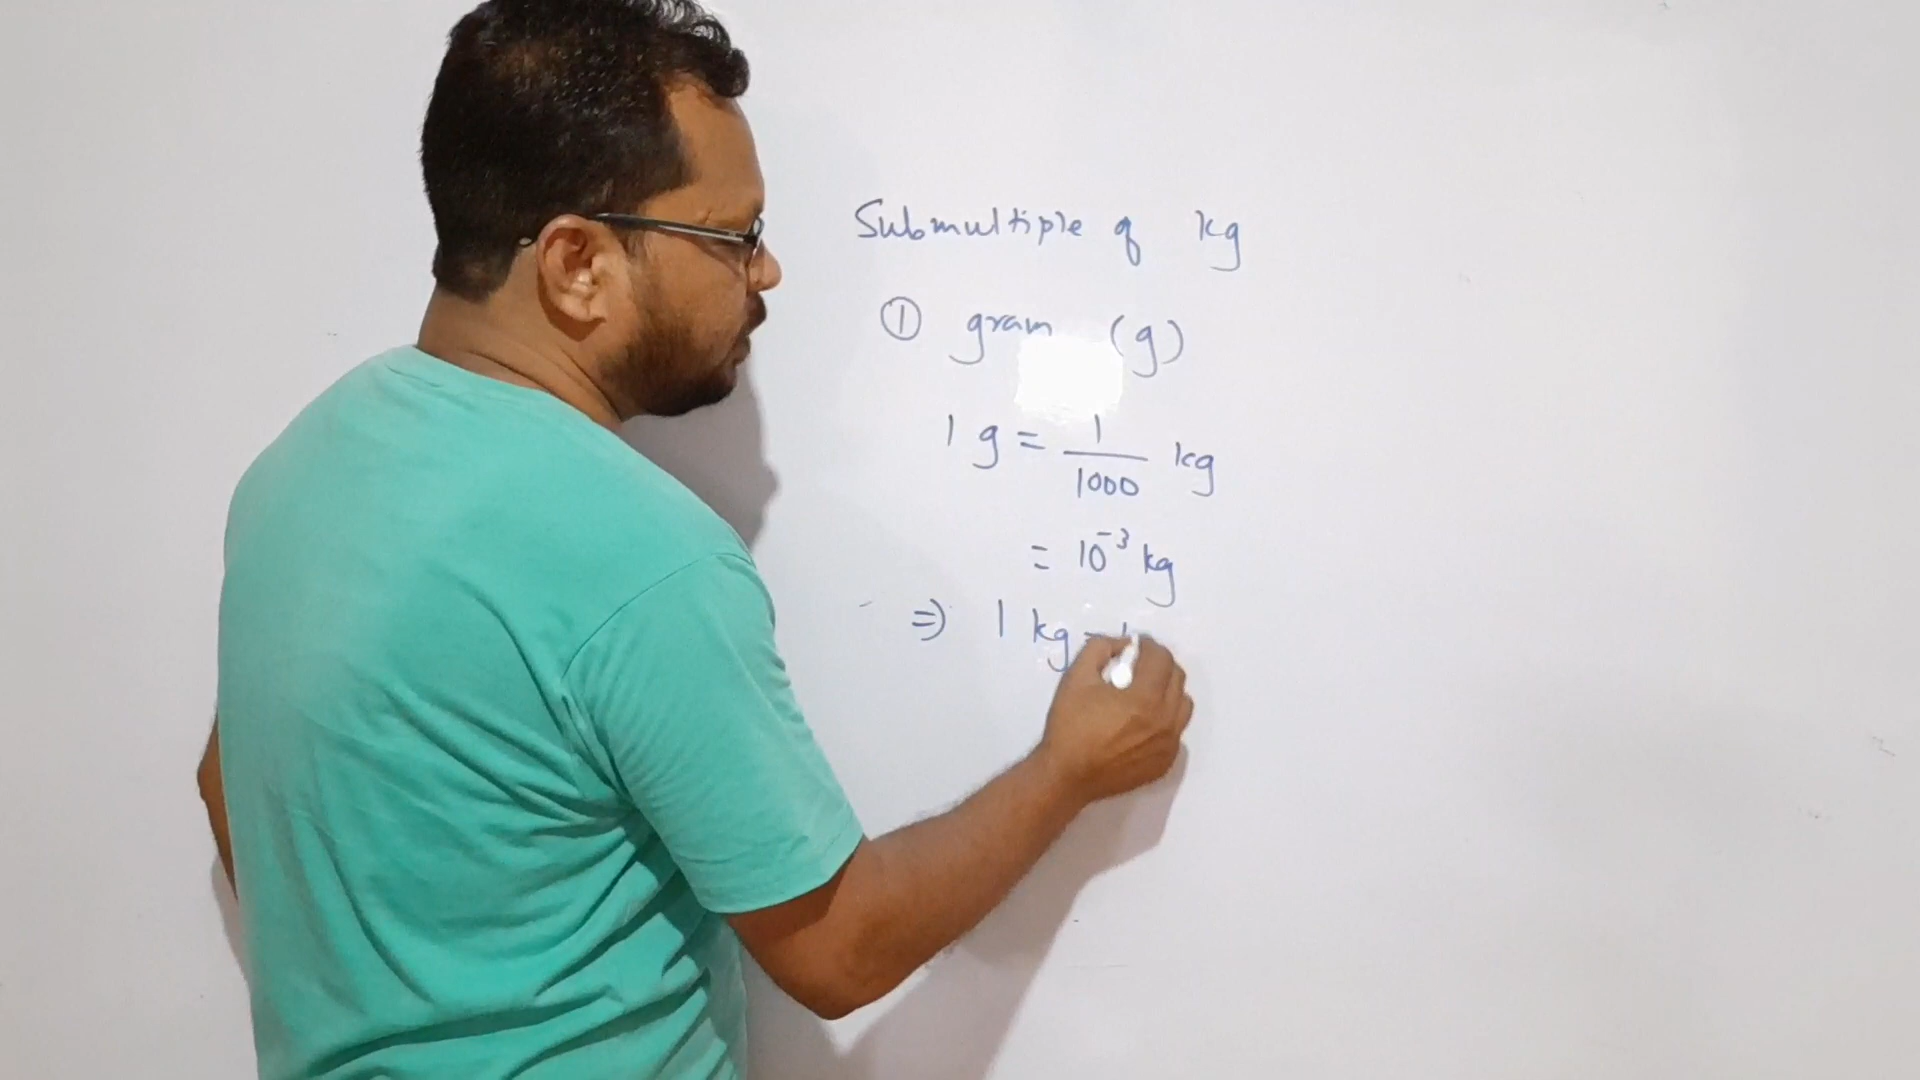 Submultiple of kg
① gram (g)
1 g = 1/1000 kg
= 10⁻³ kg
⇒ 1 kg =